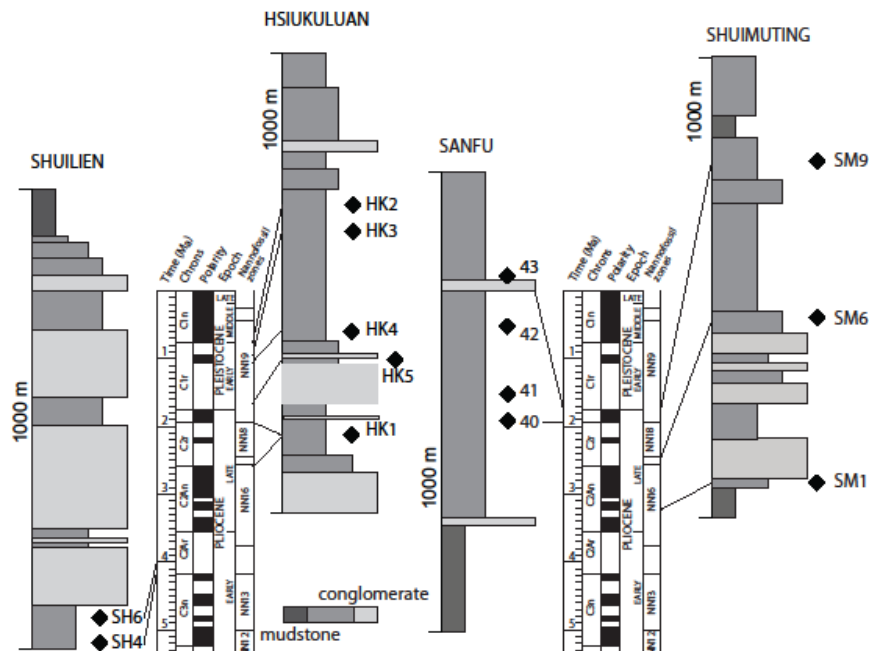 HSIUKULUAN
SHUIMUTING
SANFU
SHUILIEN
1000 m
1000 m
1000 m
1000 m
1000 m
HK2
HK3
HK4
HK5
HK1
43
42
41
40
SM9
SM6
SM1
SH6
SH4
Time (Ma)
Chrons
Polarity
Epoch
Nannofossil
zones
1
2
3
4
5
C1n
C1r
C2r
C2An
C2Ar
C3n
LATE
MIDDLE
EARLY
PLEISTOCENE
LATE
EARLY
PLIOCENE
NN19
NN18
NN16
NN13
NN12
Time (Ma)
Chrons
Polarity
Epoch
Nannofossil
zones
1
2
3
4
5
C1n
C1r
C2r
C2An
C2Ar
C3n
LATE
MIDDLE
EARLY
PLEISTOCENE
LATE
EARLY
PLIOCENE
NN19
NN18
NN16
NN12
conglomerate
mudstone